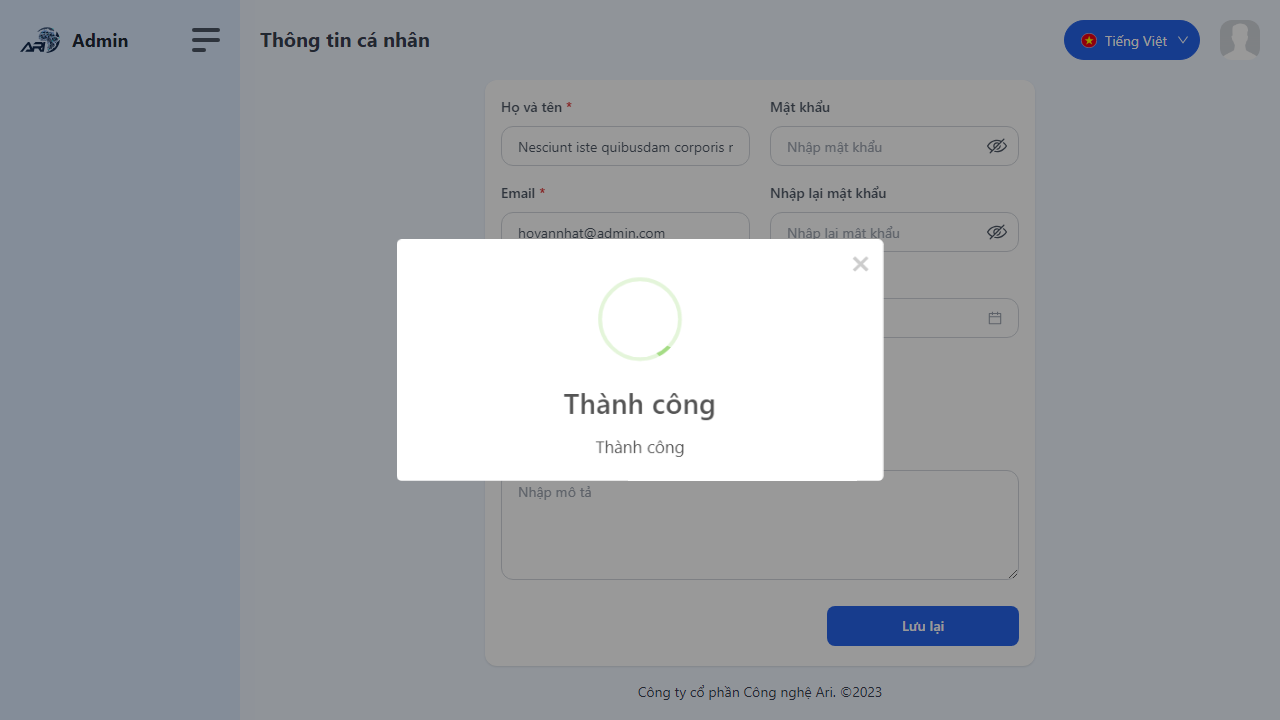 ARI Admin
Thông tin cá nhân
Tiếng Việt
Họ và tên *
Mật khẩu
Nesciunt iste quibusdam corporis r
Nhập mật khẩu
Email *
Nhập lại mật khẩu
hovannhat@admin.com
Nhập lại mật khẩu
×
Thành công
Thành công
Nhập mô tả
Lưu lại
Công ty cổ phần Công nghệ Ari. ©2023